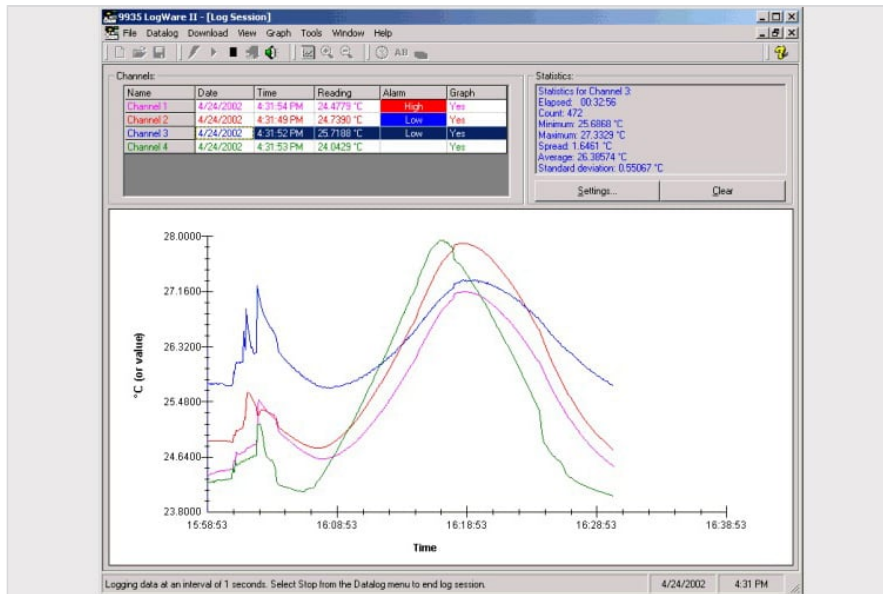 9935 LogWare II - [Log Session]
File Datalog Download View Graph Tools Window Help
AB
Channels:
Name Date Time Reading Alarm Graph
Channel 1 4/24/2002 4:31:54 PM 24.4779 °C High Yes
Channel 2 4/24/2002 4:31:49 PM 24.7390 °C Low Yes
Channel 3 4/24/2002 4:31:52 PM 25.7188 °C Low Yes
Channel 4 4/24/2002 4:31:53 PM 24.0429 °C Yes
Statistics:
Statistics for Channel 3:
Elapsed: 00:32:56
Count: 472
Minimum: 25.6868 °C
Maximum: 27.3329 °C
Spread: 1.6461 °C
Average: 26.38574 °C
Standard deviation: 0.55067 °C
Settings... Clear
28.0000
27.1600
26.3200
25.4800
24.6400
23.8000
°C (or value)
15:58:53 16:08:53 16:18:53 16:28:53 16:38:53
Time
Logging data at an interval of 1 seconds. Select Stop from the Datalog menu to end log session. 4/24/2002 4:31 PM